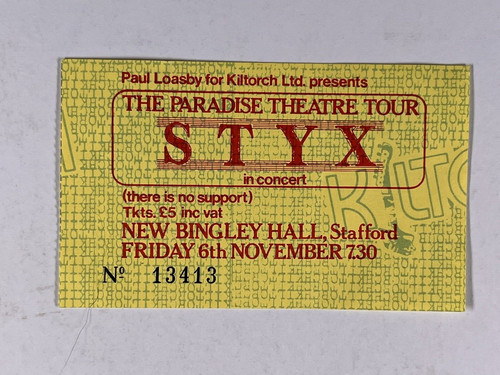 Paul Loasby for Kiltorch Ltd. presents
THE PARADISE THEATRE TOUR
STYX
in concert
(there is no support)
Tkts. £5 inc vat
NEW BINGLEY HALL, Stafford
FRIDAY 6th NOVEMBER 7.30
Nº 13413